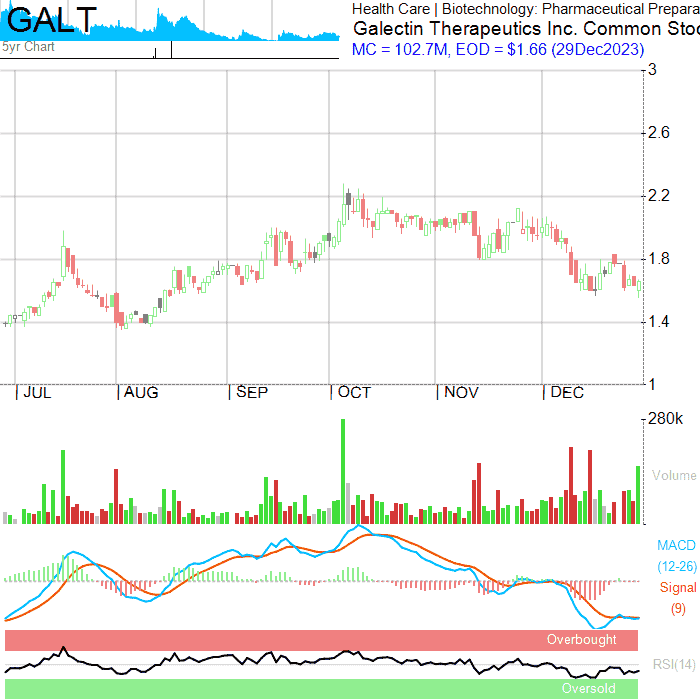 GALT
5yr Chart
Health Care | Biotechnology: Pharmaceutical Prepara
Galectin Therapeutics Inc. Common Stoc
MC = 102.7M, EOD = $1.66 (29Dec2023)
3
2.6
2.2
1.8
1.4
1
JUL AUG SEP OCT NOV DEC
280k
Volume
MACD
(12-26)
Signal
(9)
Overbought
RSI(14)
Oversold